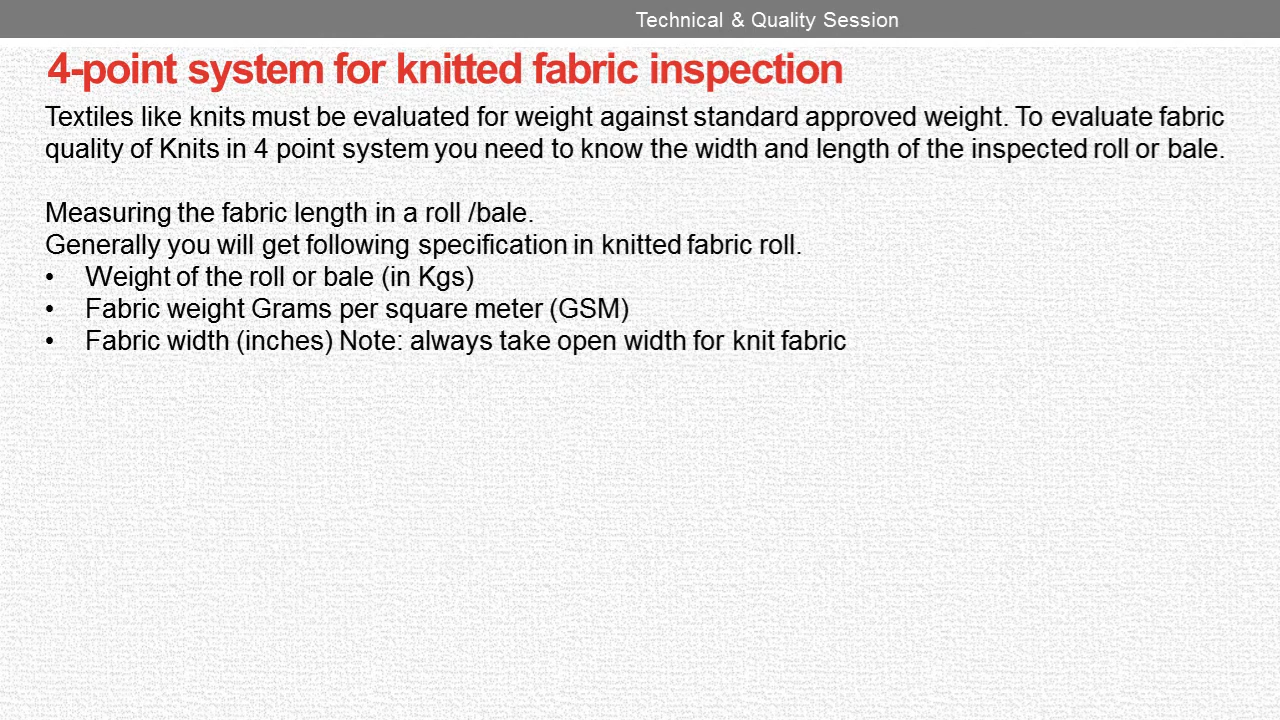 Technical & Quality Session
4-point system for knitted fabric inspection
Textiles like knits must be evaluated for weight against standard approved weight. To evaluate fabric
quality of Knits in 4 point system you need to know the width and length of the inspected roll or bale.
Measuring the fabric length in a roll /bale.
Generally you will get following specification in knitted fabric roll.
• Weight of the roll or bale (in Kgs)
• Fabric weight Grams per square meter (GSM)
• Fabric width (inches) Note: always take open width for knit fabric